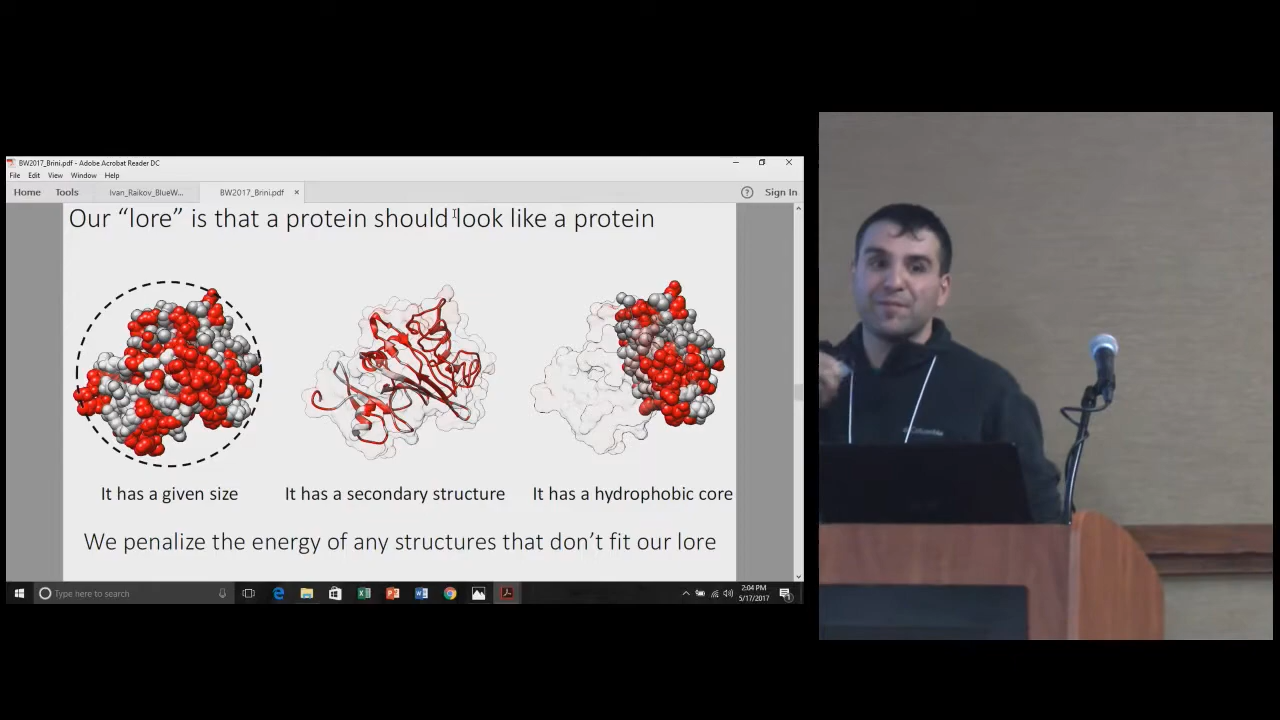 BW2017_Brini.pdf - Adobe Acrobat Reader DC
File Edit View Window Help
Home Tools Ivan_Raikov_BlueW... BW2017_Brini.pdf × ? Sign In
Our “lore” is that a protein should look like a protein
It has a given size
It has a secondary structure
It has a hydrophobic core
We penalize the energy of any structures that don’t fit our lore
Type here to search
2:04 PM
5/17/2017
Columbia